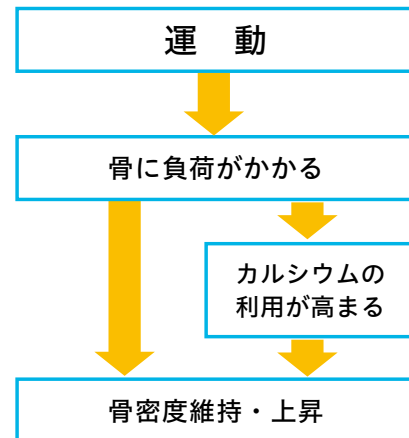 運　動
骨に負荷がかかる
カルシウムの
利用が高まる
骨密度維持・上昇